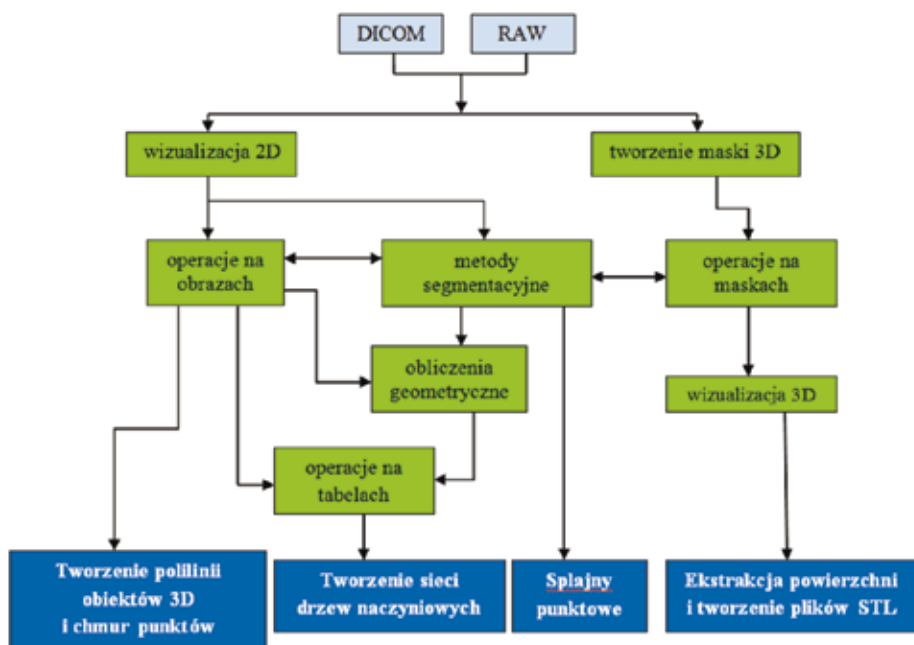 DICOM
RAW
wizualizacja 2D
tworzenie maski 3D
operacje na
obrazach
metody
segmentacyjne
operacje na
maskach
obliczenia
geometryczne
wizualizacja 3D
operacje na
tabelach
Tworzenie polilinii
obiektów 3D
i chmur punktów
Tworzenie sieci
drzew naczyniowych
Splajny
punktowe
Ekstrakcja powierzchni
i tworzenie plików STL